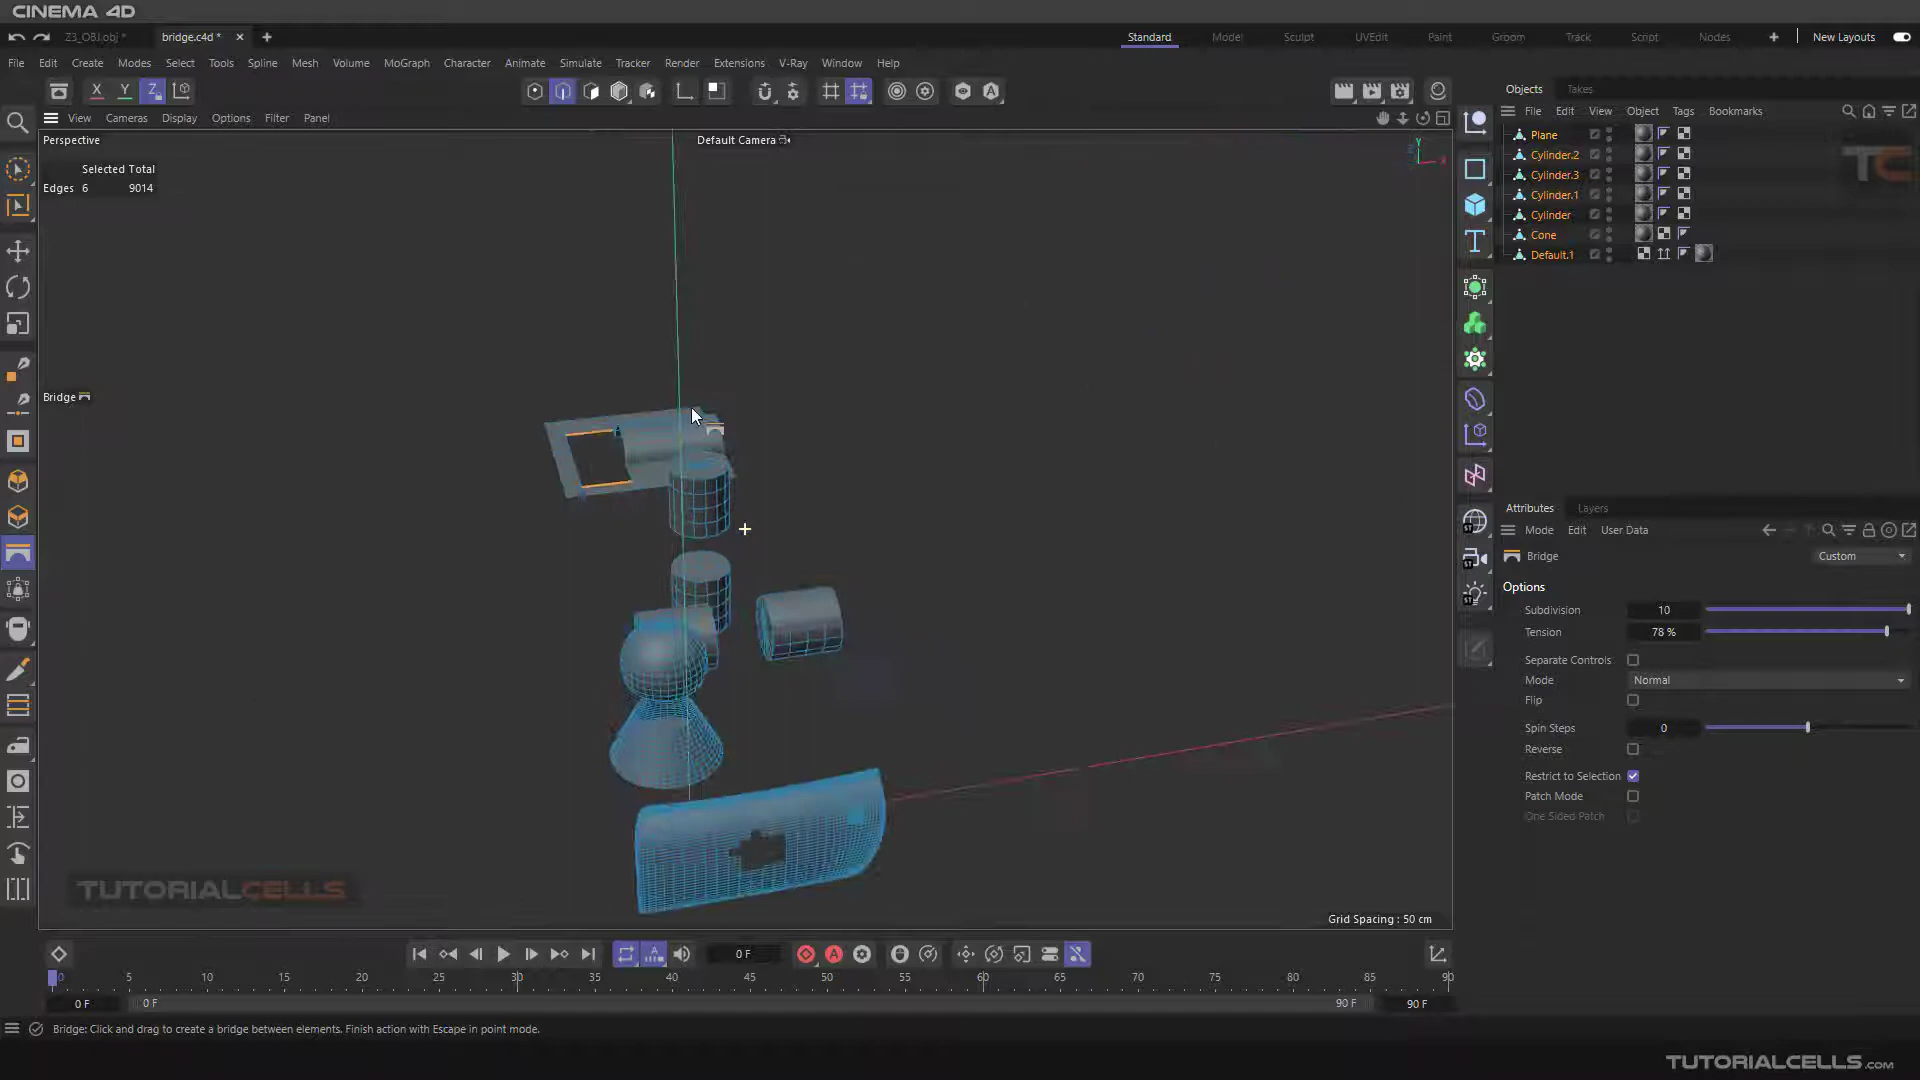 CINEMA 4D
Z3_OBJ.obj *
bridge.c4d *
Standard
Model
Sculpt
UVEdit
Paint
Groom
Track
Script
Nodes
New Layouts
File Edit Create Modes Select Tools Spline Mesh Volume MoGraph Character Animate Simulate Tracker Render Extensions V-Ray Window Help
X Y Z
View Cameras Display Options Filter Panel
Perspective
Default Camera
Selected Total
Edges 6 9014
Bridge
Y
X
TUTORIALCELLS
Grid Spacing : 50 cm
Objects Takes
File Edit View Object Tags Bookmarks
Plane
Cylinder.2
Cylinder.3
Cylinder.1
Cylinder
Cone
Default.1
TC
Attributes Layers
Mode Edit User Data
Bridge
Custom
Options
Subdivision 10
Tension 78 %
Separate Controls
Mode Normal
Flip
Spin Steps 0
Reverse
Restrict to Selection
Patch Mode
One Sided Patch
0 F
0 5 10 15 20 25 30 35 40 45 50 55 60 65 70 75 80 85 90
0 F 0 F 90 F 90 F
Bridge: Click and drag to create a bridge between elements. Finish action with Escape in point mode.
TUTORIALCELLS.com